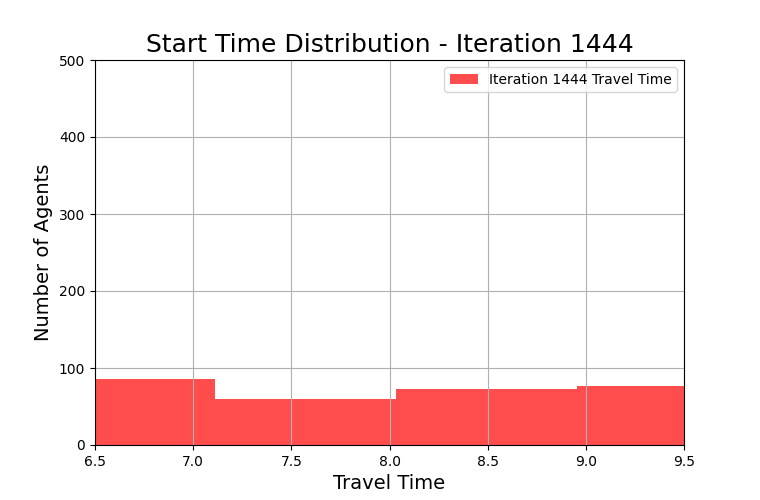 Start Time Distribution - Iteration 1444
Iteration 1444 Travel Time
Number of Agents
500
400
300
200
100
0
6.5 7.0 7.5 8.0 8.5 9.0 9.5
Travel Time